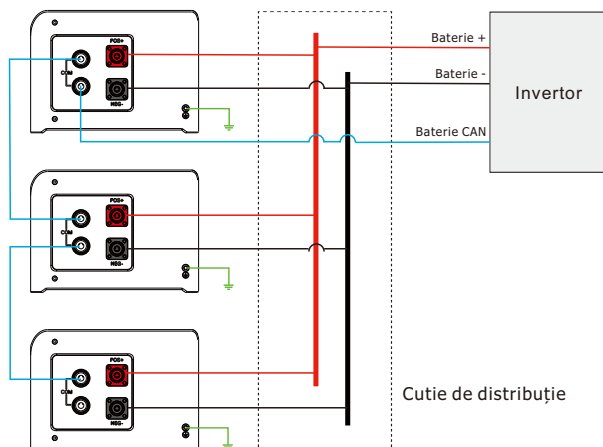 POS+
COM
NEG-
Baterie +
Baterie -
Baterie CAN
Invertor
POS+
COM
NEG-
POS+
COM
NEG-
Cutie de distribuție